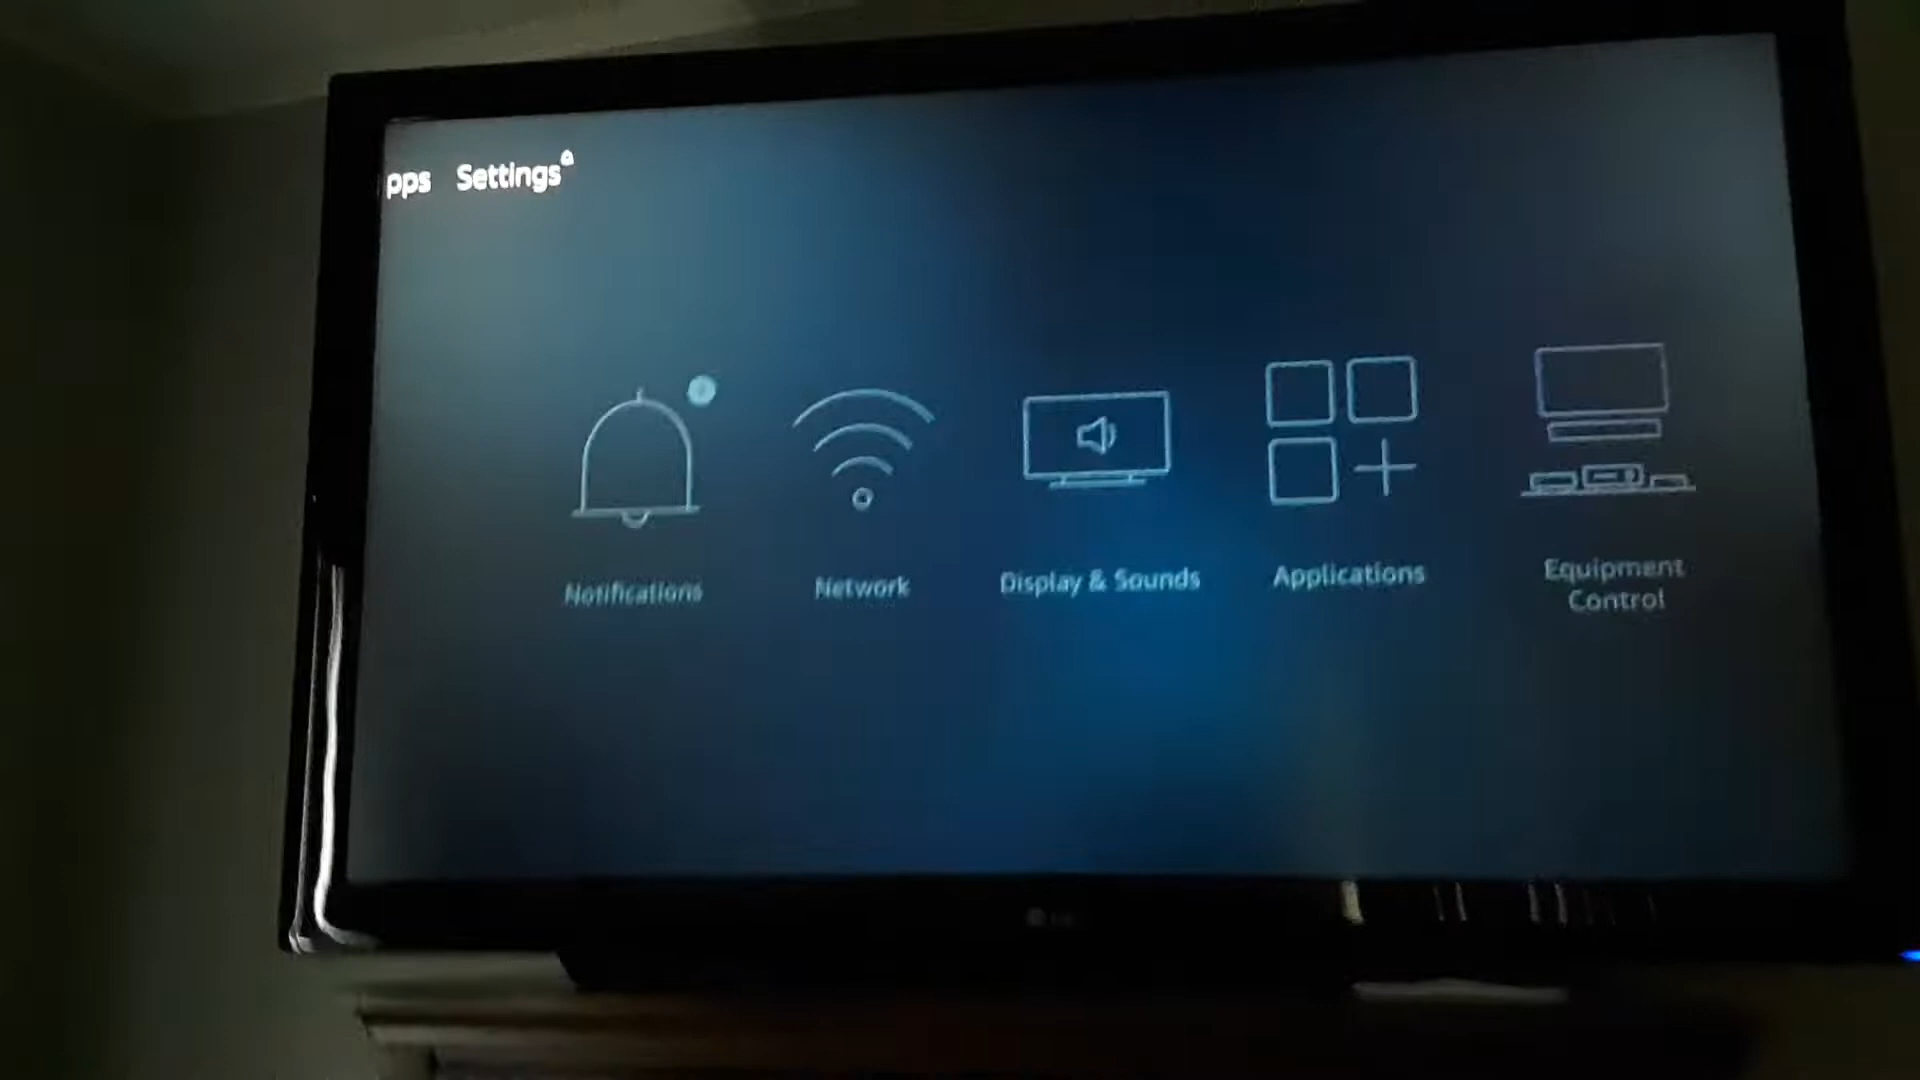 pps Settings
Notifications
Network
Display & Sounds
Applications
Equipment
Control